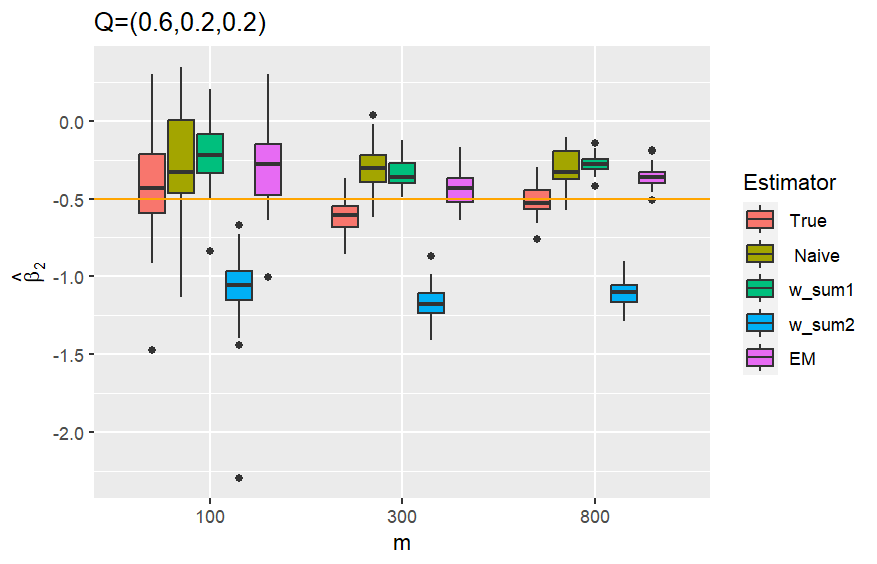 Q=(0.6,0.2,0.2)
0.0
-0.5
-1.0
-1.5
-2.0
β̂₂
100 300 800
m
Estimator
True
Naive
w_sum1
w_sum2
EM